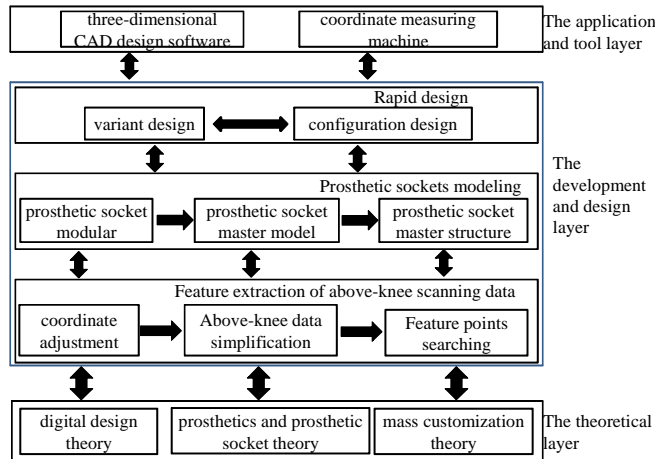 three-dimensional
CAD design software
coordinate measuring
machine
The application
and tool layer
Rapid design
variant design
configuration design
The
development
and design
layer
Prosthetic sockets modeling
prosthetic socket
modular
prosthetic socket
master model
prosthetic socket
master structure
Feature extraction of above-knee scanning data
coordinate
adjustment
Above-knee data
simplification
Feature points
searching
digital design
theory
prosthetics and prosthetic
socket theory
mass customization
theory
The theoretical
layer